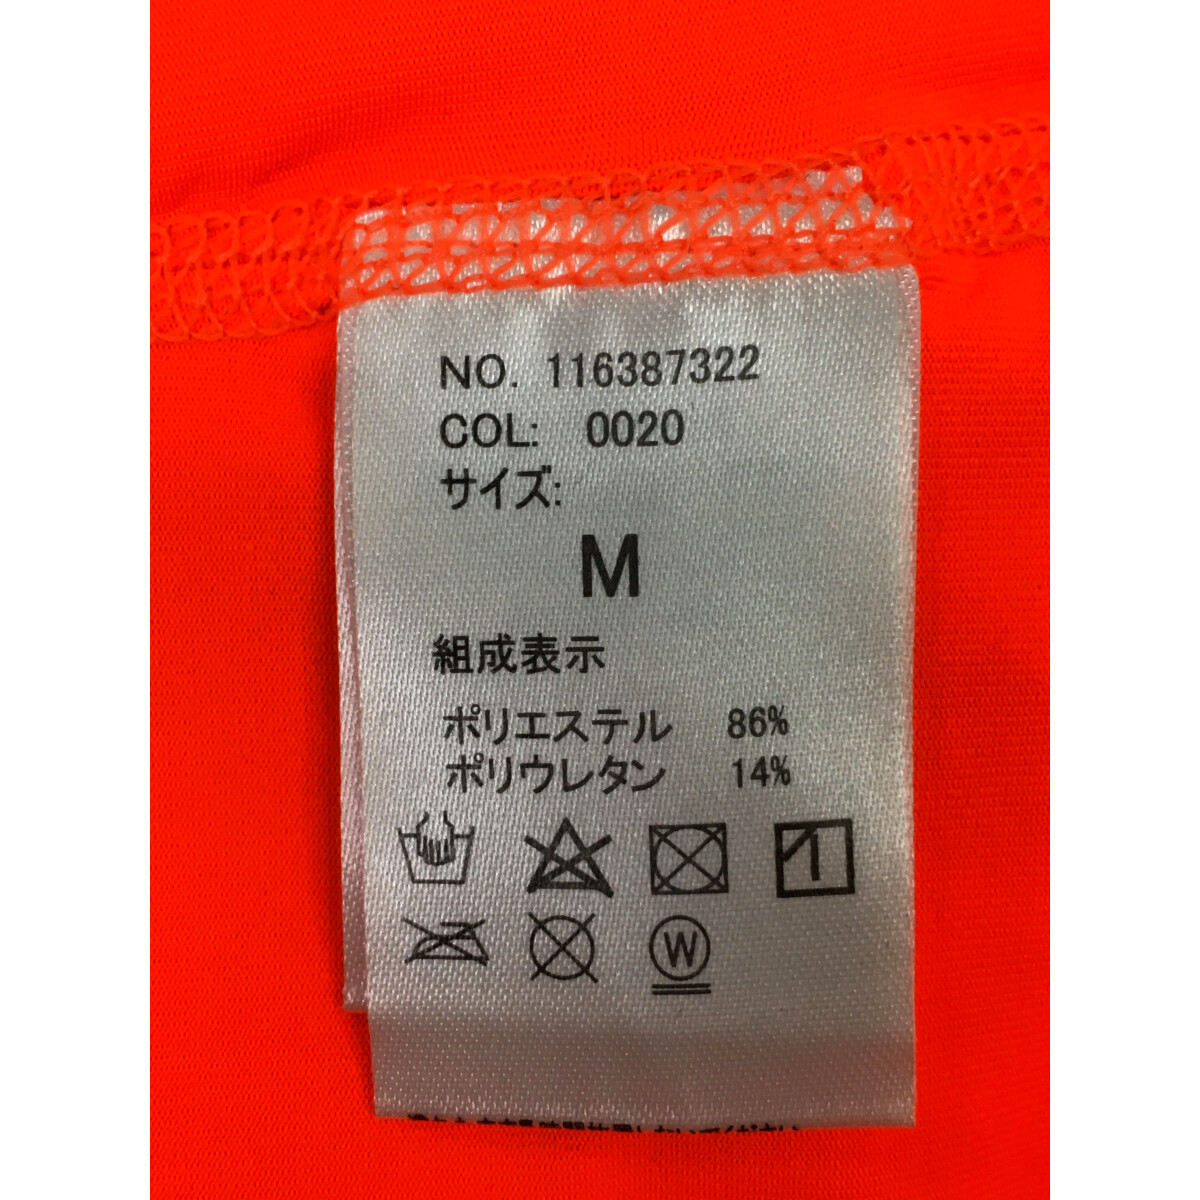 NO. 116387322
COL: 0020
サイズ:
M
組成表示
ポリエステル 86%
ポリウレタン 14%
1
W